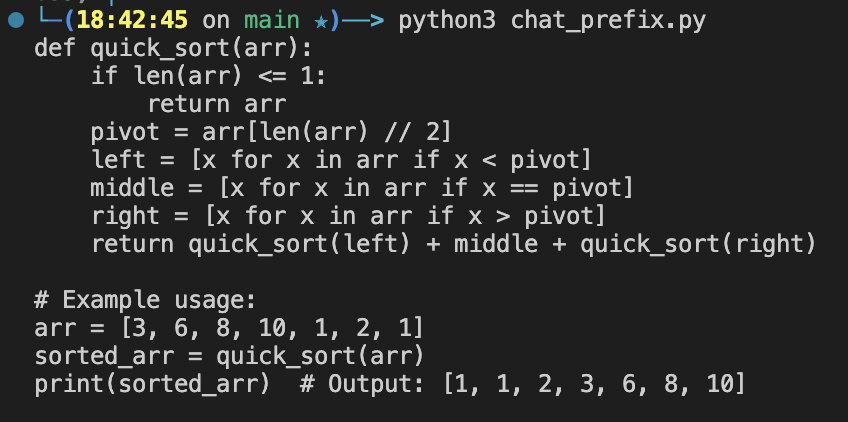 └─(18:42:45 on main ★)──> python3 chat_prefix.py
def quick_sort(arr):
    if len(arr) <= 1:
        return arr
    pivot = arr[len(arr) // 2]
    left = [x for x in arr if x < pivot]
    middle = [x for x in arr if x == pivot]
    right = [x for x in arr if x > pivot]
    return quick_sort(left) + middle + quick_sort(right)

# Example usage:
arr = [3, 6, 8, 10, 1, 2, 1]
sorted_arr = quick_sort(arr)
print(sorted_arr)  # Output: [1, 1, 2, 3, 6, 8, 10]